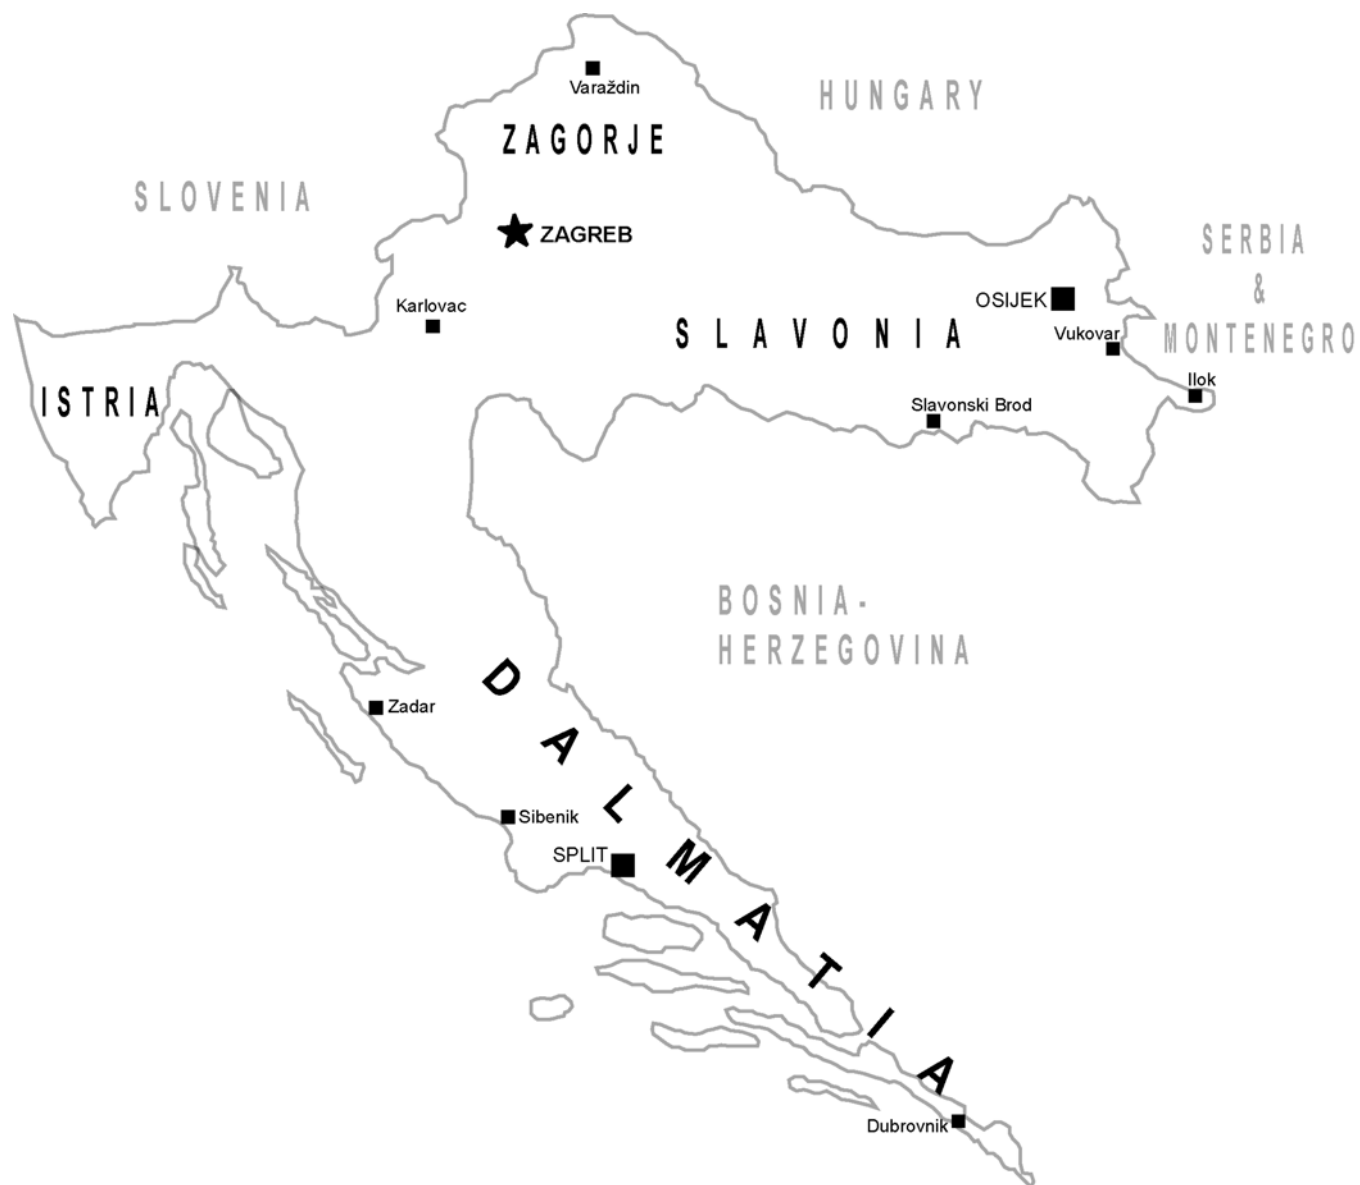 Varaždin
HUNGARY
ZAGORJE
SLOVENIA
ZAGREB
SERBIA
&
MONTENEGRO
OSIJEK
Karlovac
SLAVONIA
Vukovar
Ilok
ISTRIA
Slavonski Brod
BOSNIA-
HERZEGOVINA
DALMATIA
Zadar
Sibenik
SPLIT
Dubrovnik